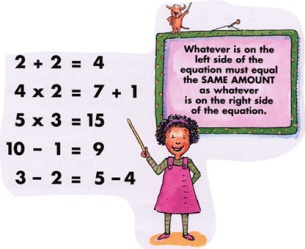 2 + 2 = 4
4 x 2 = 7 + 1
5 x 3 = 15
10 - 1 = 9
3 - 2 = 5 - 4
Whatever is on the
left side of the
equation must equal
the SAME AMOUNT
as whatever
is on the right side
of the equation.